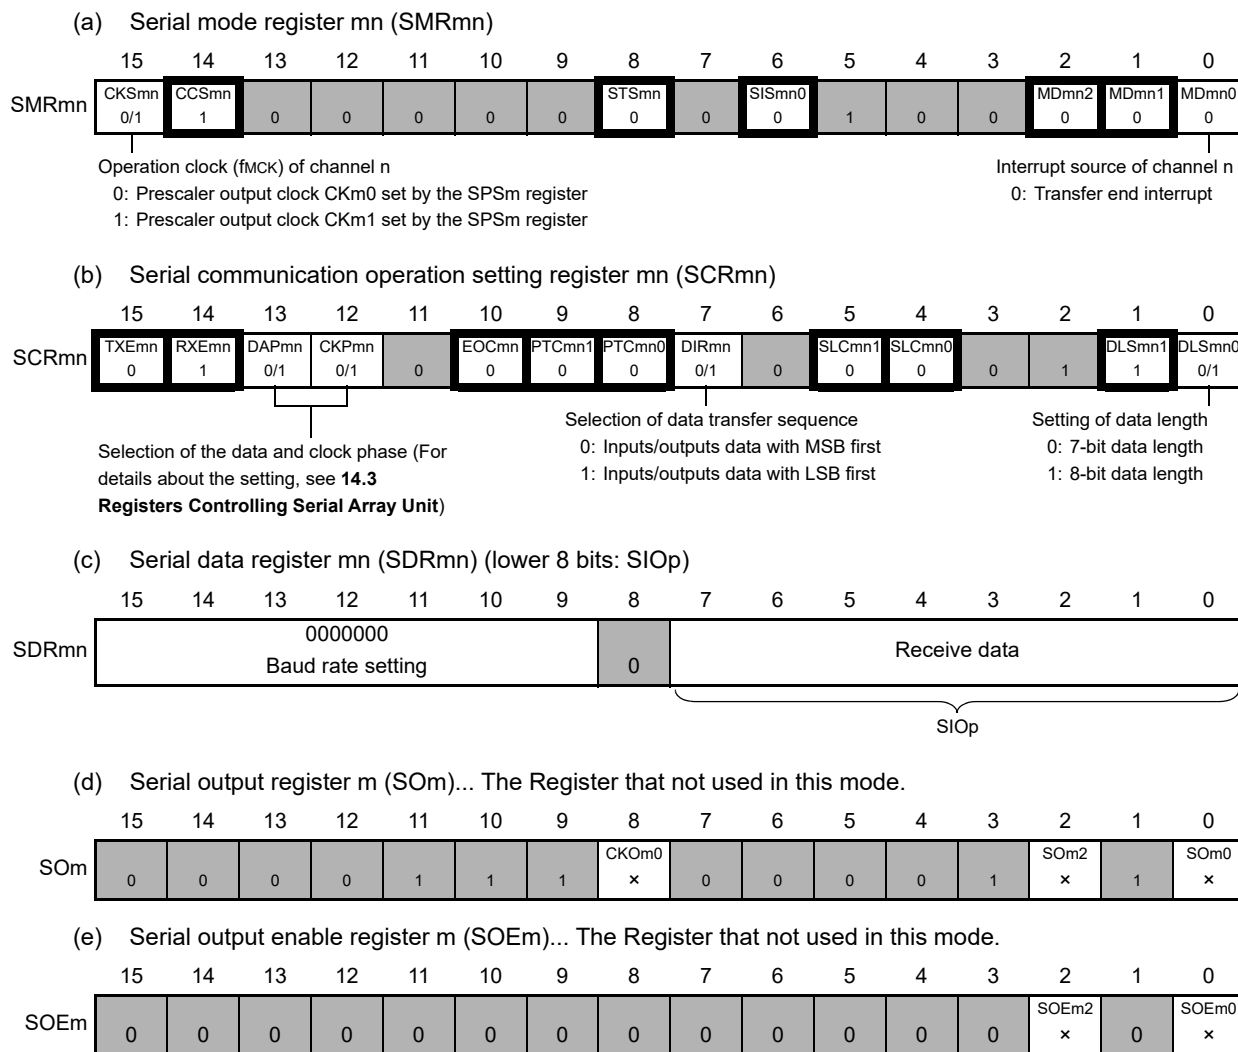 (a) Serial mode register mn (SMRmn)
15 14 13 12 11 10 9 8 7 6 5 4 3 2 1 0
CKSmn CCSmn STSmn SISmn0 MDmn2 MDmn1 MDmn0
SMRmn
0/1 1 0 0 0 0 0 0 0 0 1 0 0 0 0 0
Operation clock (fMCK) of channel n
0: Prescaler output clock CKm0 set by the SPSm register
1: Prescaler output clock CKm1 set by the SPSm register
Interrupt source of channel n
0: Transfer end interrupt
(b) Serial communication operation setting register mn (SCRmn)
15 14 13 12 11 10 9 8 7 6 5 4 3 2 1 0
TXEmn RXEmn DAPmn CKPmn EOCmn PTCmn1 PTCmn0 DIRmn SLCmn1 SLCmn0 DLSmn1 DLSmn0
SCRmn
0 1 0/1 0/1 0 0 0 0 0/1 0 0 0 0 1 1 0/1
Selection of the data and clock phase (For
details about the setting, see 14.3
Registers Controlling Serial Array Unit)
Selection of data transfer sequence
0: Inputs/outputs data with MSB first
1: Inputs/outputs data with LSB first
Setting of data length
0: 7-bit data length
1: 8-bit data length
(c) Serial data register mn (SDRmn) (lower 8 bits: SIOp)
15 14 13 12 11 10 9 8 7 6 5 4 3 2 1 0
SDRmn
0000000
Baud rate setting
0
Receive data
SIOp
(d) Serial output register m (SOm)... The Register that not used in this mode.
15 14 13 12 11 10 9 8 7 6 5 4 3 2 1 0
CKOm0 SOm2 SOm0
SOm
0 0 0 0 1 1 1 × 0 0 0 0 1 × 1 ×
(e) Serial output enable register m (SOEm)... The Register that not used in this mode.
15 14 13 12 11 10 9 8 7 6 5 4 3 2 1 0
SOEm2 SOEm0
SOEm
0 0 0 0 0 0 0 0 0 0 0 0 0 × 0 ×